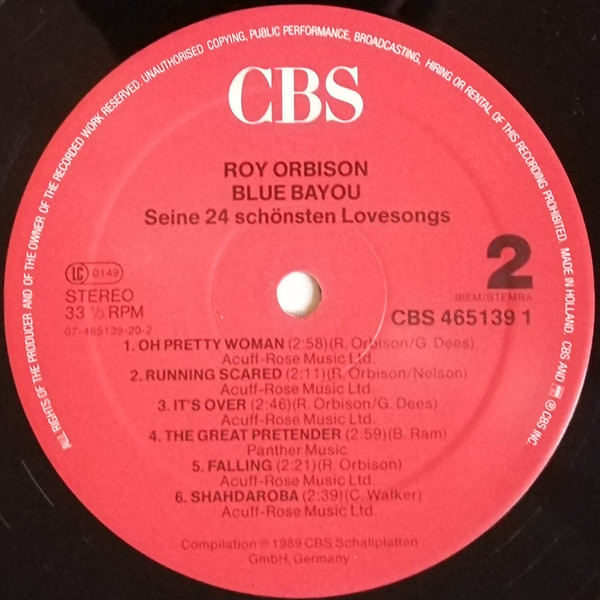 ALL RIGHTS OF THE PRODUCER AND OF THE OWNER OF THE RECORDED WORK RESERVED. UNAUTHORISED COPYING, PUBLIC PERFORMANCE, BROADCASTING, HIRING OR RENTAL OF THIS RECORDING PROHIBITED. MADE IN HOLLAND. CBS AND ℗ CBS INC.
CBS
ROY ORBISON
BLUE BAYOU
Seine 24 schönsten Lovesongs
LC 0149
STEREO
33 ⅓ RPM
07-465139-20-2
2
BIEM/STEMRA
CBS 465139 1
1. OH PRETTY WOMAN (2:58)(R. Orbison/G. Dees)
Acuff-Rose Music Ltd.
2. RUNNING SCARED (2:11)(R. Orbison/Nelson)
Acuff-Rose Music Ltd.
3. IT'S OVER (2:46)(R. Orbison/G. Dees)
Acuff-Rose Music Ltd.
4. THE GREAT PRETENDER (2:59)(B. Ram)
Panther Music
5. FALLING (2:21)(R. Orbison)
Acuff-Rose Music Ltd.
6. SHAHDAROBA (2:39)(C. Walker)
Acuff-Rose Music Ltd.
Compilation ℗ 1989 CBS Schallplatten
GmbH, Germany